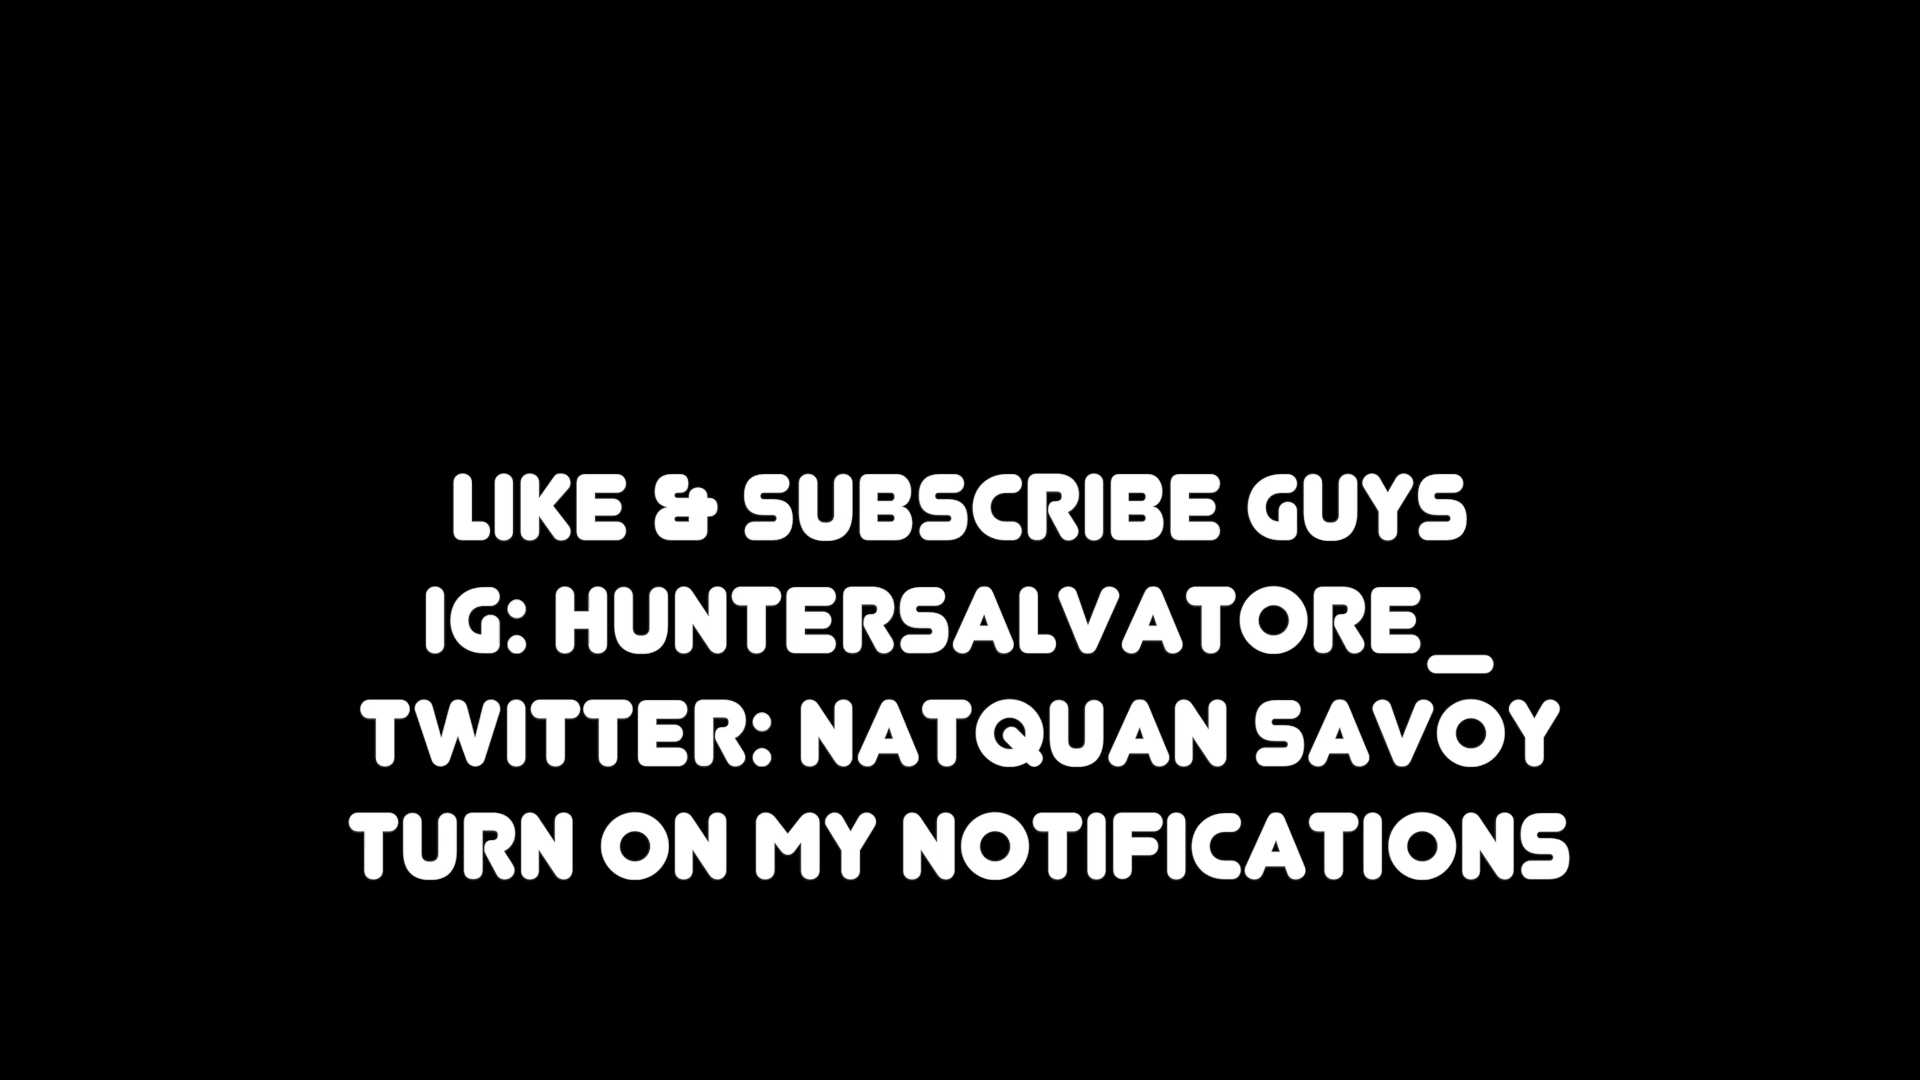 LIKE & SUBSCRIBE GUYS
IG: HUNTERSALVATORE_
TWITTER: NATQUAN SAVOY
TURN ON MY NOTIFICATIONS